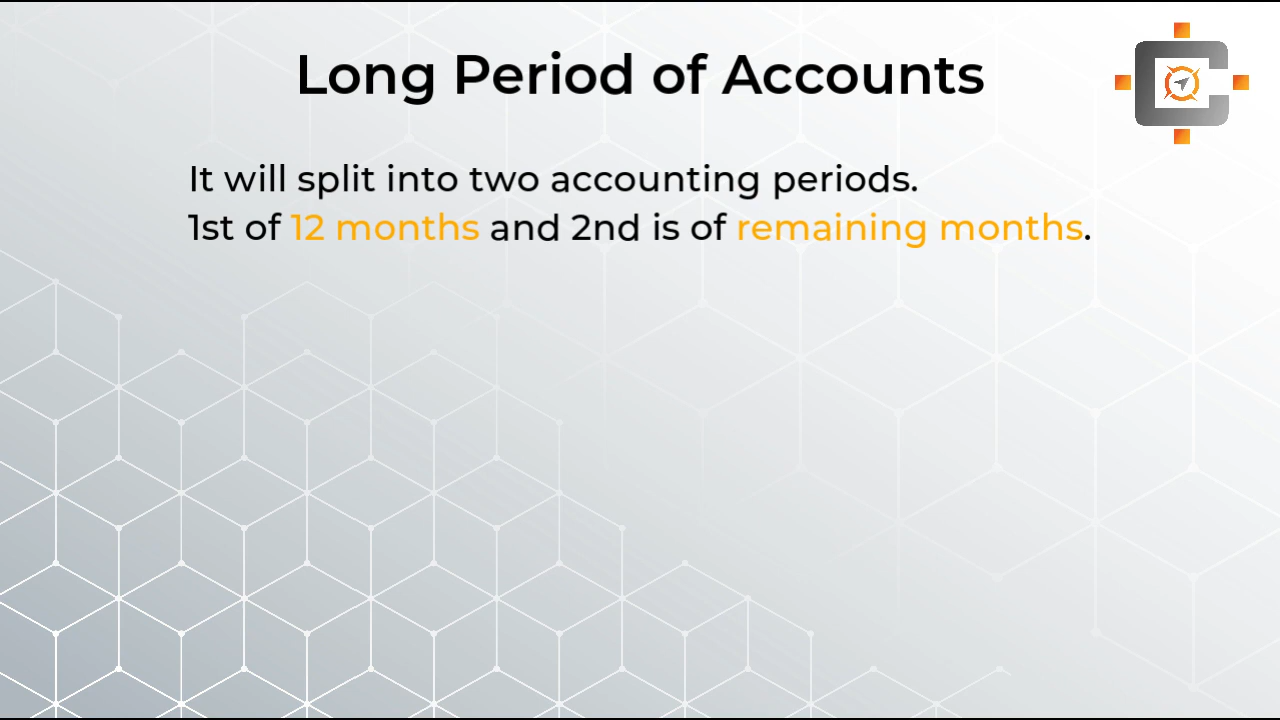 Long Period of Accounts
It will split into two accounting periods.
1st of 12 months and 2nd is of remaining months.